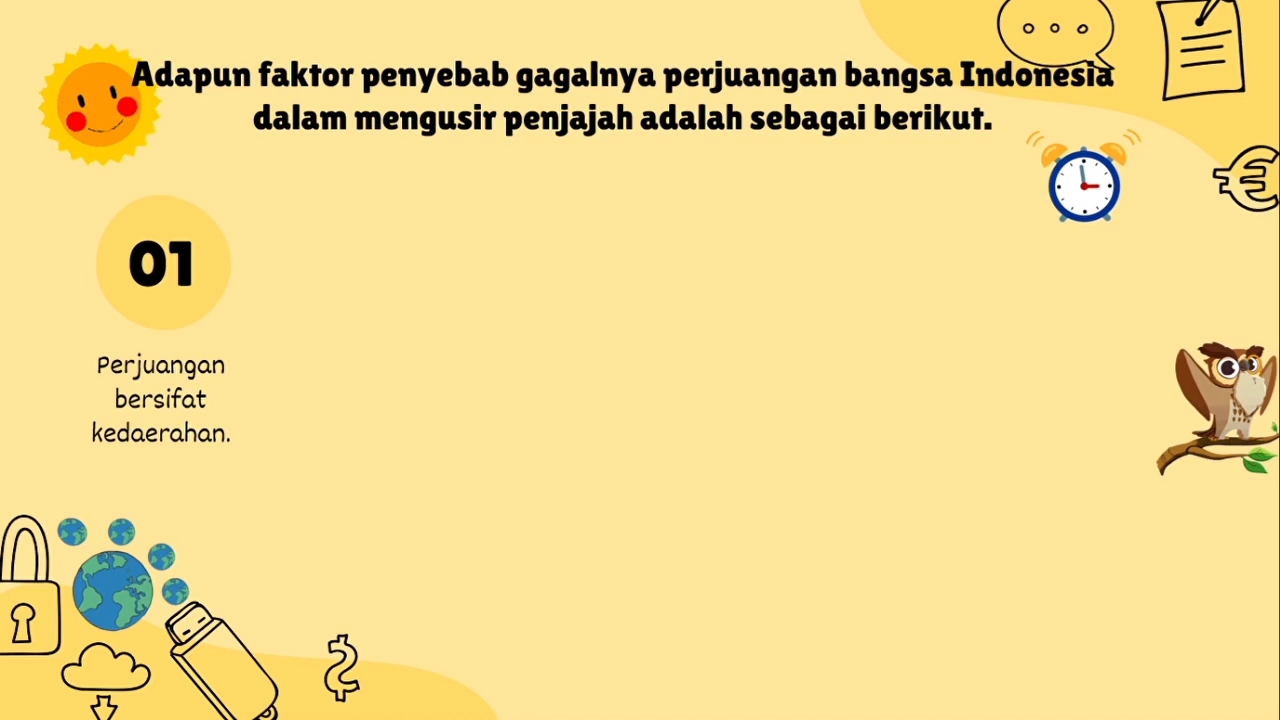 Adapun faktor penyebab gagalnya perjuangan bangsa Indonesia
dalam mengusir penjajah adalah sebagai berikut.
01
Perjuangan
bersifat
kedaerahan.